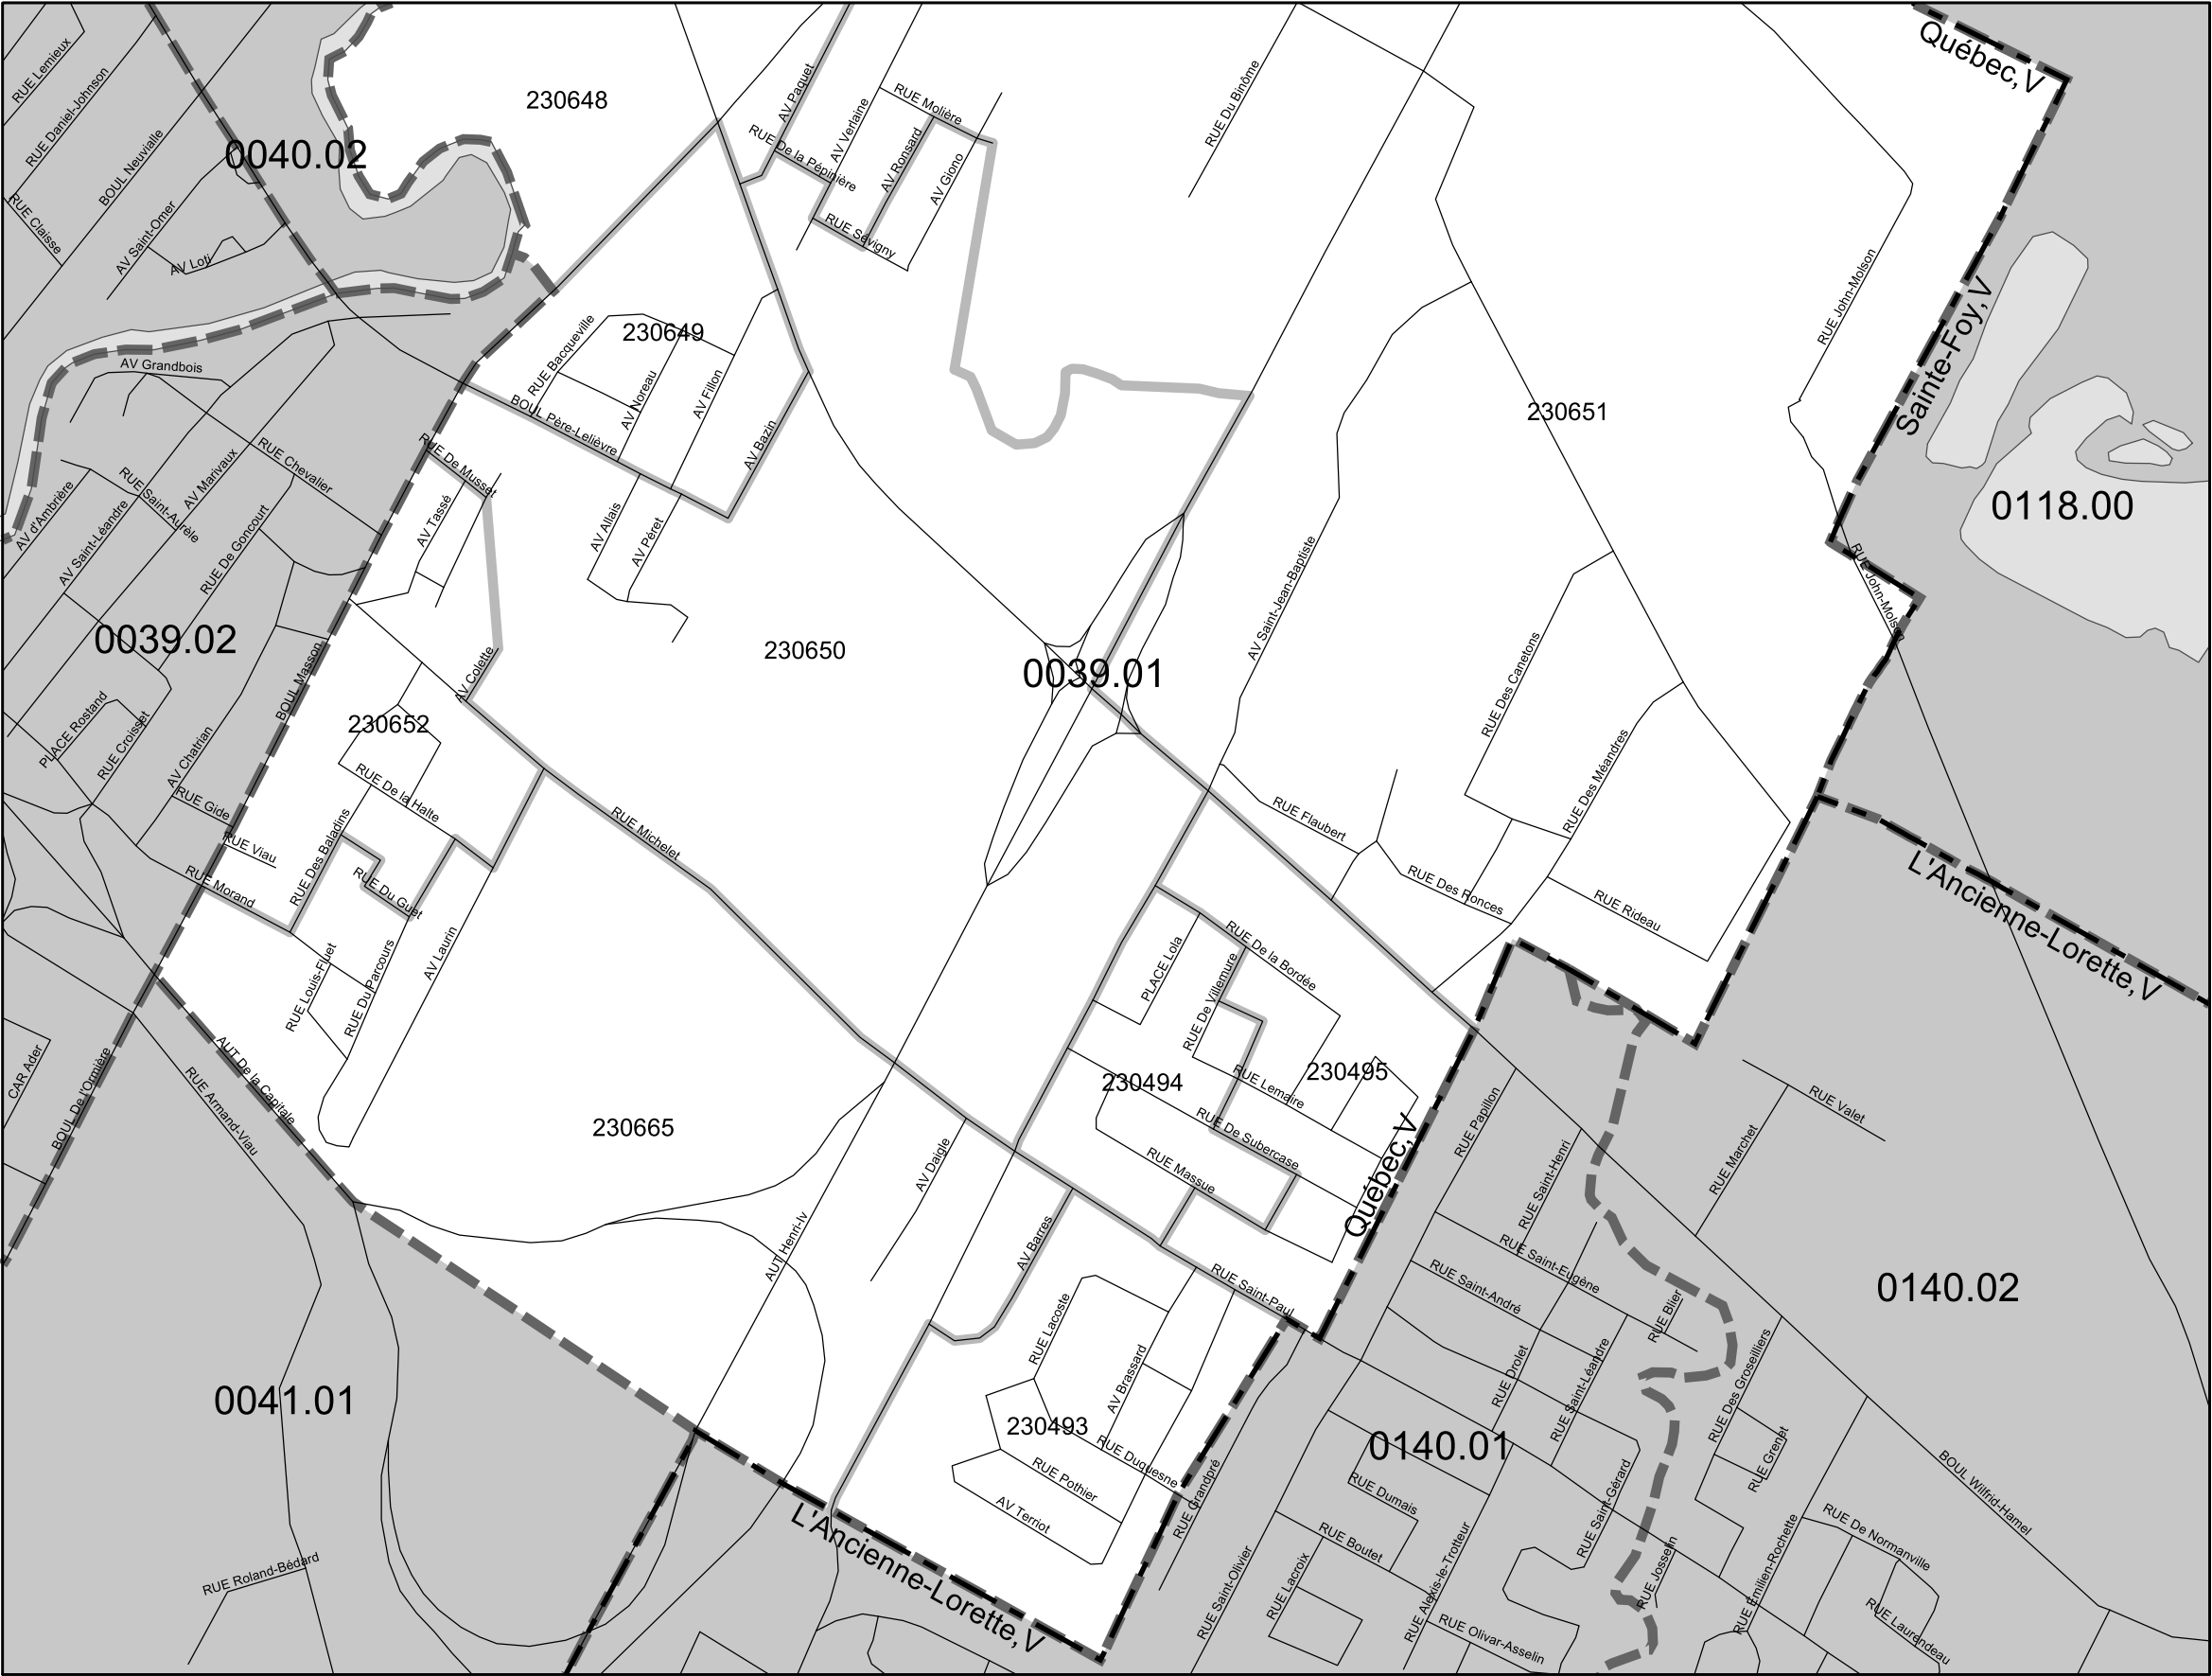 Québec, V
RUE Lemieux
RUE Daniel-Johnson
BOUL Neuvialle
RUE Claisse
AV Saint-Omer
AV Loti
0040.02
230648
AV Paquet
RUE De la Pépinière
AV Verlaine
RUE Molière
AV Ronsard
AV Giono
RUE Sévigny
RUE Du Binôme
RUE John-Molson
Sainte-Foy, V
230649
RUE Bacqueville
AV Noreau
AV Fillon
BOUL Père-Lelièvre
AV Bazin
230651
0118.00
AV Grandbois
RUE Chevalier
AV Marivaux
RUE Saint-Aurèle
AV d'Ambrière
AV Saint-Léandre
RUE De Goncourt
RUE De Musset
AV Tassé
AV Allais
AV Péret
RUE John-Molson
AV Saint-Jean-Baptiste
0039.02
230650
0039.01
AV Colette
BOUL Masson
RUE Des Canetons
RUE Des Méandres
PLACE Rostand
RUE Croisset
AV Chatrian
RUE Gide
RUE Viau
RUE Morand
230652
RUE De la Halte
RUE Des Baladins
RUE Du Guet
RUE Michelet
RUE Flaubert
RUE Des Ronces
RUE Rideau
L'Ancienne-Lorette, V
RUE Louis-Fluet
RUE Du Parcours
AV Laurin
PLACE Lola
RUE De la Bordée
RUE De Villemure
RUE Lemaire
230494
230495
RUE De Subercase
RUE Massue
Québec, V
CAR Ader
BOUL De l'Ormière
AUT De la Capitale
RUE Armand-Viau
230665
AV Daigle
AUT Henri-Iv
AV Barres
RUE Saint-Paul
RUE Papillon
RUE Saint-Henri
RUE Marchet
RUE Valet
RUE Saint-Eugène
RUE Saint-André
RUE Blier
0140.02
RUE Lacoste
AV Brassard
230493
RUE Duquesne
RUE Pothier
AV Terriot
RUE Grandpré
RUE Drolet
RUE Saint-Léandre
RUE Des Groseilliers
RUE Grenet
0041.01
0140.01
RUE Dumais
RUE Saint-Gérard
BOUL Wilfrid-Hamel
RUE Boutet
RUE Lacroix
RUE Saint-Olivier
RUE Alexis-le-Trotteur
RUE Josselin
RUE Émilien-Rochette
RUE De Normanville
RUE Laurendeau
RUE Olivar-Asselin
RUE Roland-Bédard
L'Ancienne-Lorette, V